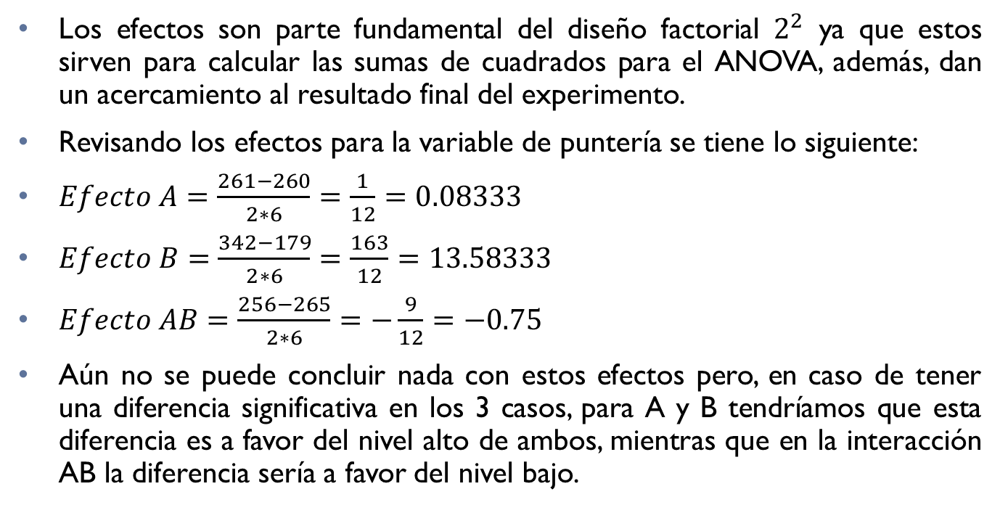 • Los efectos son parte fundamental del diseño factorial 2² ya que estos
sirven para calcular las sumas de cuadrados para el ANOVA, además, dan
un acercamiento al resultado final del experimento.
• Revisando los efectos para la variable de puntería se tiene lo siguiente:
• Efecto A = \frac{261−260}{2*6} = \frac{1}{12} = 0.08333
• Efecto B = \frac{342−179}{2*6} = \frac{163}{12} = 13.58333
• Efecto AB = \frac{256−265}{2*6} = −\frac{9}{12} = −0.75
• Aún no se puede concluir nada con estos efectos pero, en caso de tener
una diferencia significativa en los 3 casos, para A y B tendríamos que esta
diferencia es a favor del nivel alto de ambos, mientras que en la interacción
AB la diferencia sería a favor del nivel bajo.